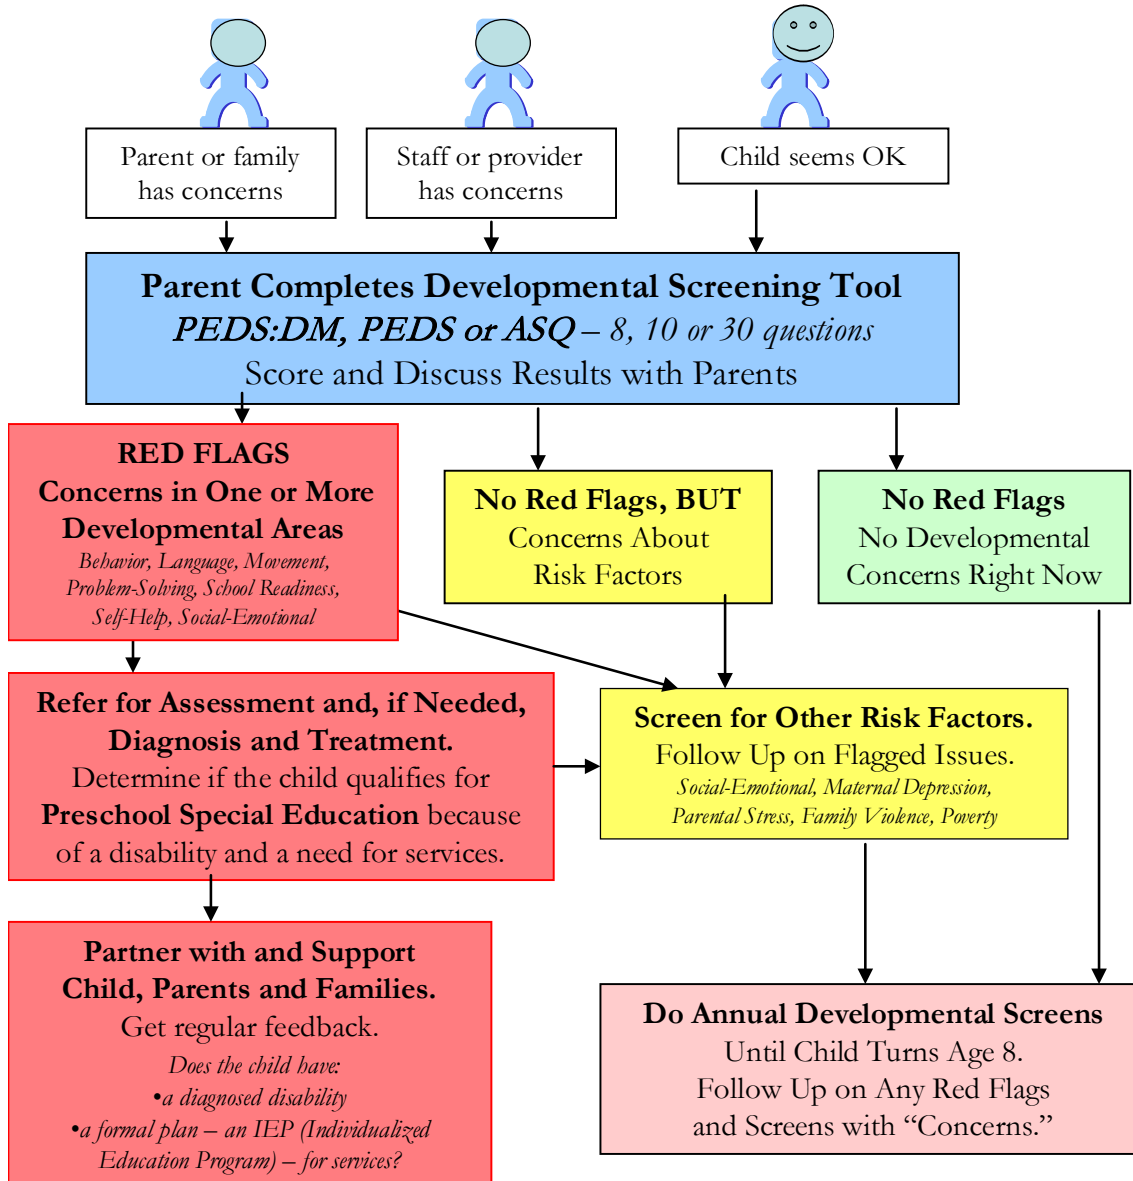 Parent or family
has concerns
Staff or provider
has concerns
Child seems OK
Parent Completes Developmental Screening Tool
PEDS:DM, PEDS or ASQ – 8, 10 or 30 questions
Score and Discuss Results with Parents
RED FLAGS
Concerns in One or More
Developmental Areas
Behavior, Language, Movement,
Problem-Solving, School Readiness,
Self-Help, Social-Emotional
No Red Flags, BUT
Concerns About
Risk Factors
No Red Flags
No Developmental
Concerns Right Now
Refer for Assessment and, if Needed,
Diagnosis and Treatment.
Determine if the child qualifies for
Preschool Special Education because
of a disability and a need for services.
Screen for Other Risk Factors.
Follow Up on Flagged Issues.
Social-Emotional, Maternal Depression,
Parental Stress, Family Violence, Poverty
Partner with and Support
Child, Parents and Families.
Get regular feedback.
Does the child have:
•a diagnosed disability
•a formal plan – an IEP (Individualized
Education Program) – for services?
Do Annual Developmental Screens
Until Child Turns Age 8.
Follow Up on Any Red Flags
and Screens with “Concerns.”